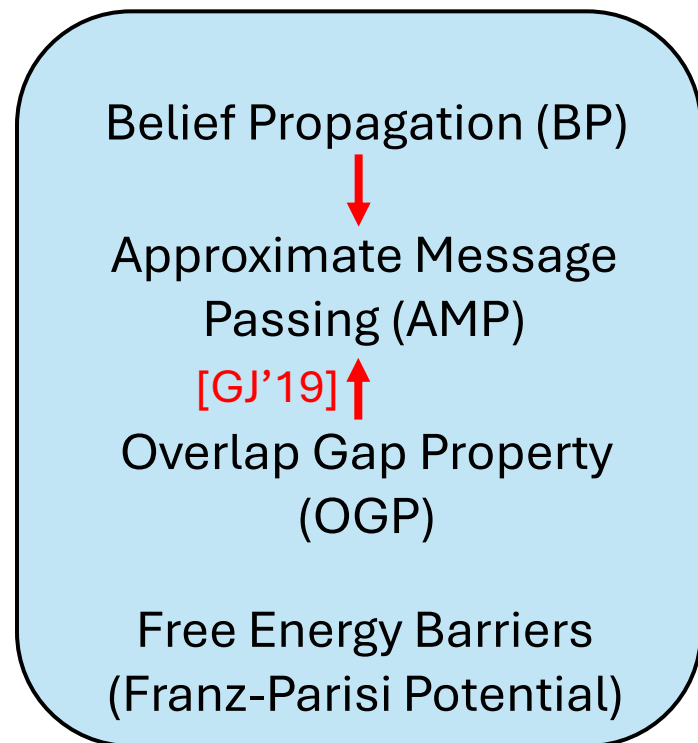 Belief Propagation (BP)
Approximate Message
Passing (AMP)
[GJ’19]
Overlap Gap Property
(OGP)
Free Energy Barriers
(Franz-Parisi Potential)